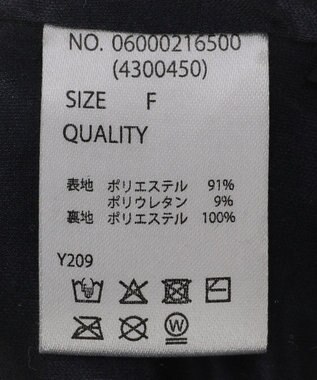 NO. 06000216500
(4300450)
SIZE F
QUALITY
表地 ポリエステル 91%
ポリウレタン 9%
裏地 ポリエステル 100%
Y209
W